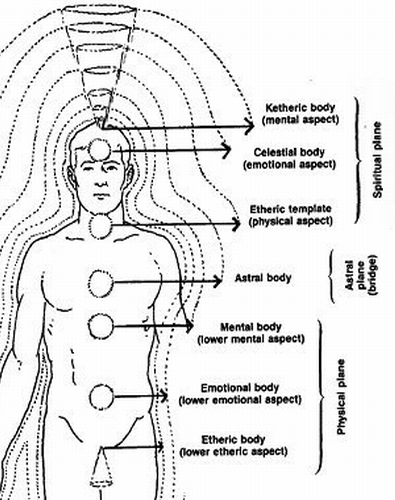 Ketheric body
(mental aspect)
Celestial body
(emotional aspect)
Etheric template
(physical aspect)
Spiritual plane
Astral body
Astral
plane
(bridge)
Mental body
(lower mental aspect)
Emotional body
(lower emotional aspect)
Etheric body
(lower etheric aspect)
Physical plane